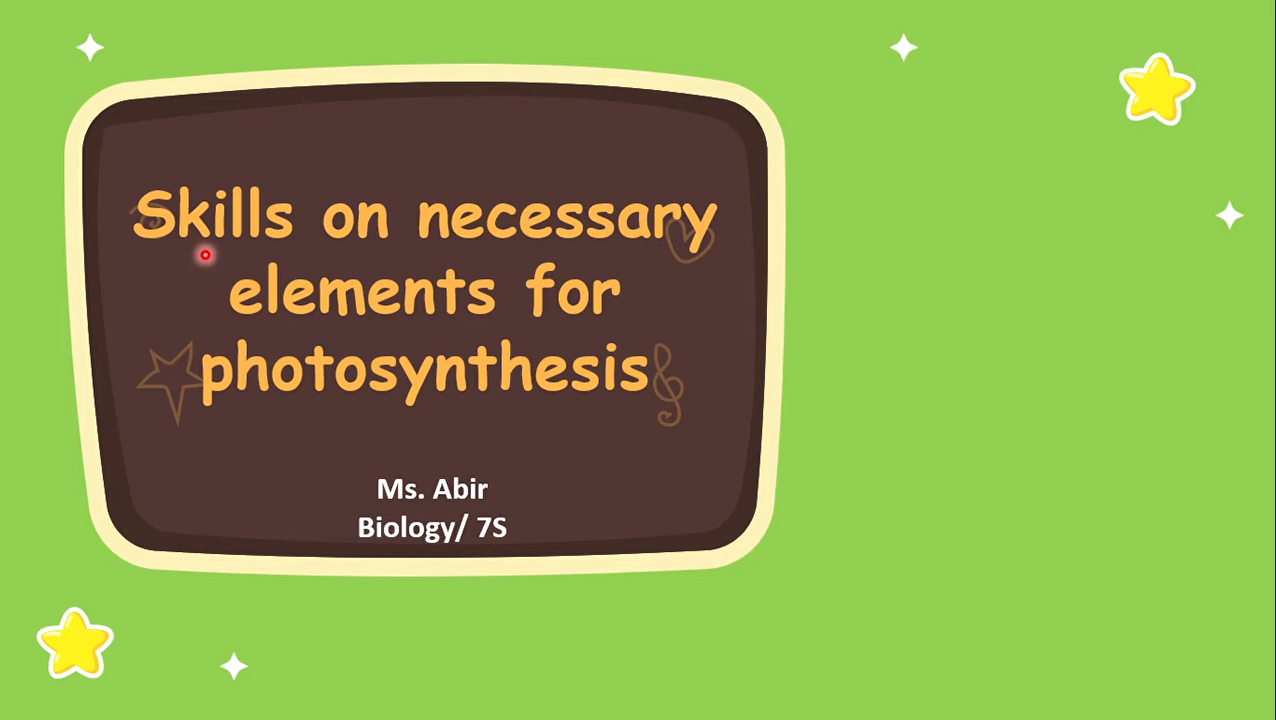 Skills on necessary
elements for
photosynthesis
Ms. Abir
Biology/ 7S